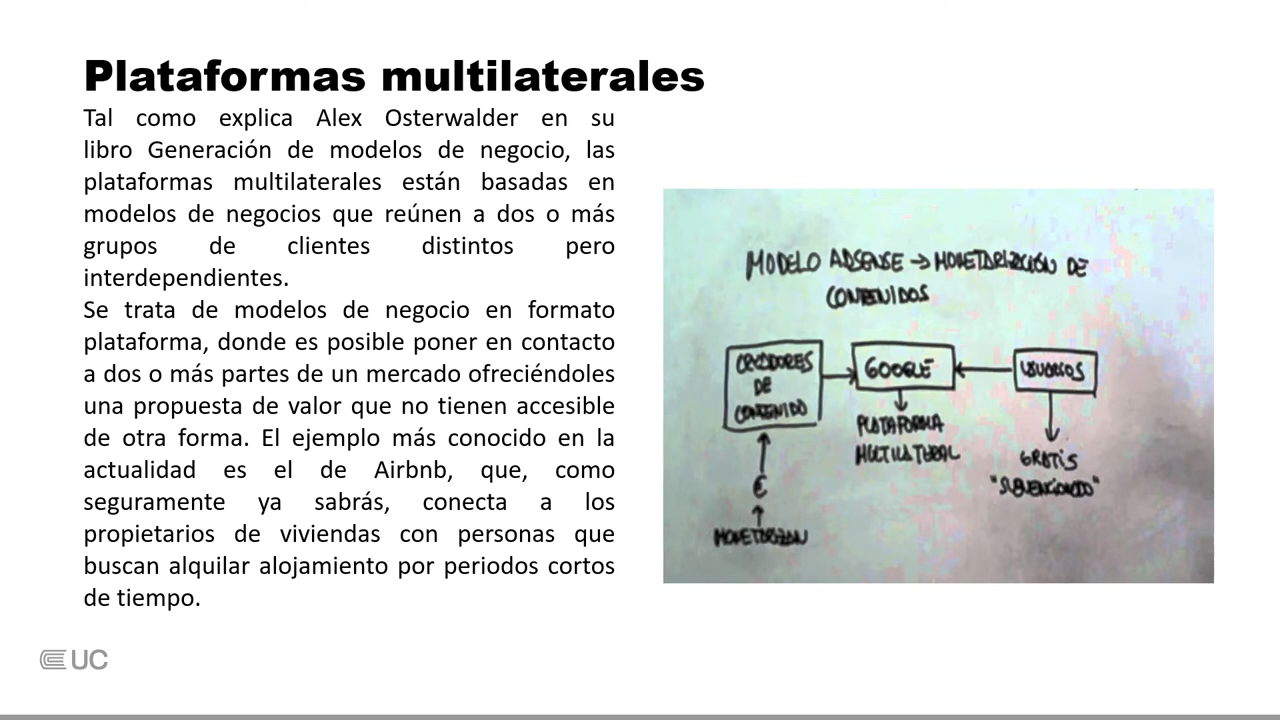 Plataformas multilaterales
Tal como explica Alex Osterwalder en su
libro Generación de modelos de negocio, las
plataformas multilaterales están basadas en
modelos de negocios que reúnen a dos o más
grupos de clientes distintos pero
interdependientes.
Se trata de modelos de negocio en formato
plataforma, donde es posible poner en contacto
a dos o más partes de un mercado ofreciéndoles
una propuesta de valor que no tienen accesible
de otra forma. El ejemplo más conocido en la
actualidad es el de Airbnb, que, como
seguramente ya sabrás, conecta a los
propietarios de viviendas con personas que
buscan alquilar alojamiento por periodos cortos
de tiempo.
MODELO ADSENSE → MONETARIZACIÓN DE
CONTENIDOS
CREADORES
DE
CONTENIDO
GOOGLE
USUARIOS
PLATAFORMA
MULTILATERAL
GRATIS
"SUBVENCIONADO"
€
MONETARIZAN
UC